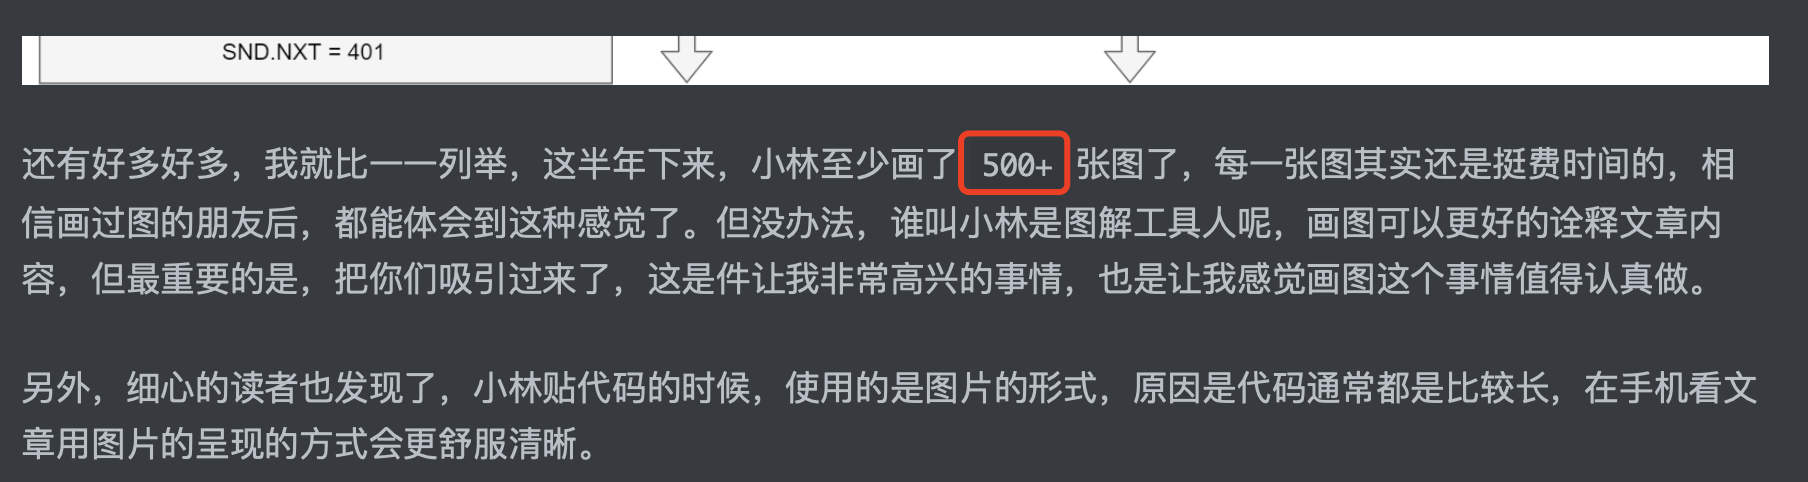 SND.NXT = 401
还有好多好多，我就比一一列举，这半年下来，小林至少画了 500+ 张图了，每一张图其实还是挺费时间的，相
信画过图的朋友后，都能体会到这种感觉了。但没办法，谁叫小林是图解工具人呢，画图可以更好的诠释文章内
容，但最重要的是，把你们吸引过来了，这是件让我非常高兴的事情，也是让我感觉画图这个事情值得认真做。
另外，细心的读者也发现了，小林贴代码的时候，使用的是图片的形式，原因是代码通常都是比较长，在手机看文
章用图片的呈现的方式会更舒服清晰。